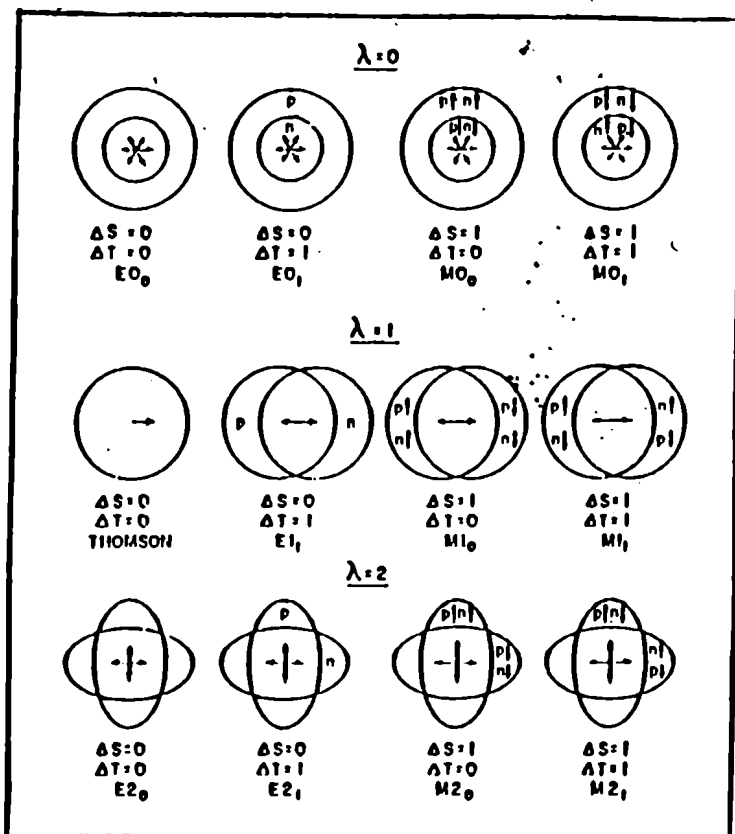 λ=0
p
n
p↑ n↑
p↓ n↓
p↑ n↓
n↑ p↓
ΔS=0 ΔS=0 ΔS=1 ΔS=1
ΔT=0 ΔT=1 ΔT=0 ΔT=1
E0₀ E0₁ M0₀ M0₁
λ=1
p n p↑ n↓ n↑ p↓ n↑ p↓
ΔS=0 ΔS=0 ΔS=1 ΔS=1
ΔT=0 ΔT=1 ΔT=0 ΔT=1
THOMSON E1₁ M1₀ M1₁
λ=2
p p n p n
n p n n p
ΔS=0 ΔS=0 ΔS=1 ΔS=1
ΔT=0 ΔT=1 ΔT=0 ΔT=1
E2₀ E2₁ M2₀ M2₁